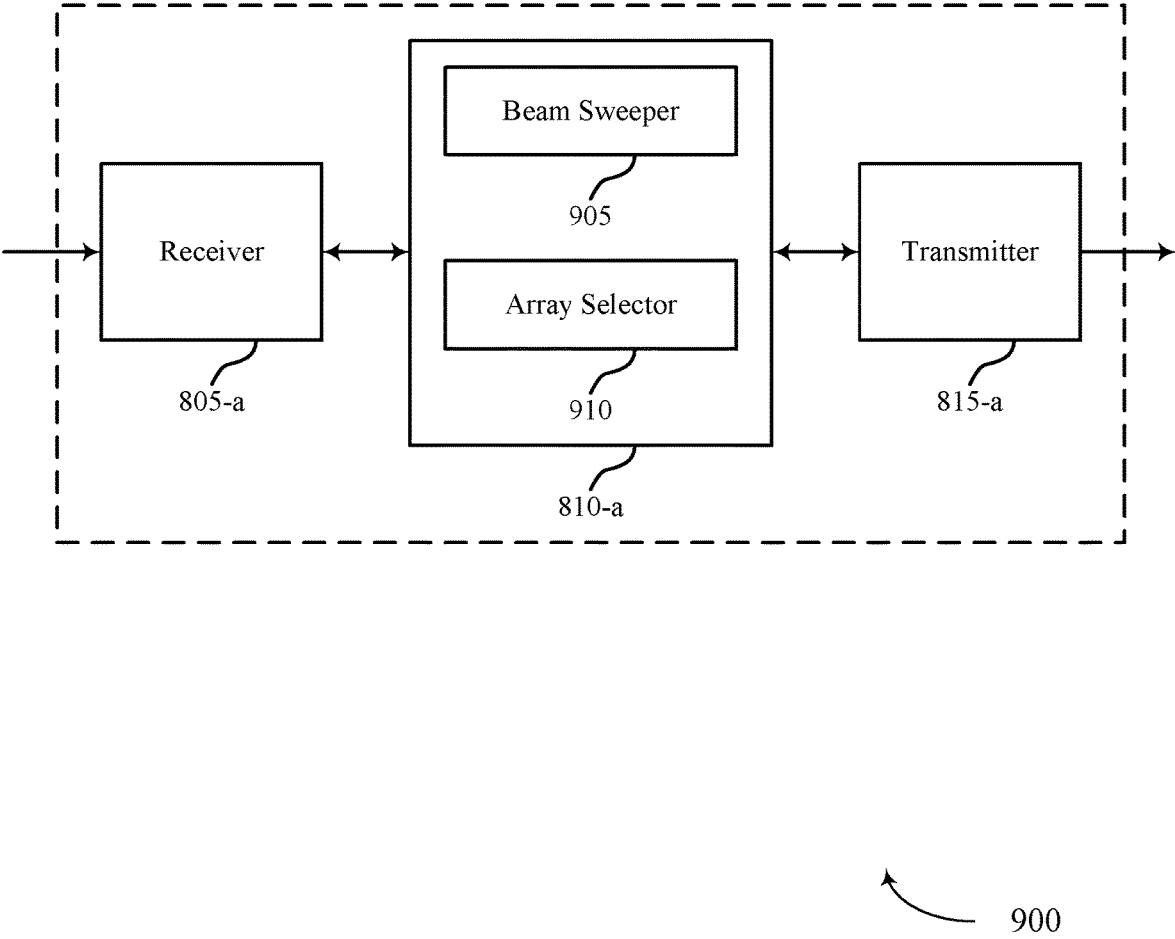 Beam Sweeper
905
Receiver
805-a
Array Selector
910
Transmitter
815-a
810-a
900